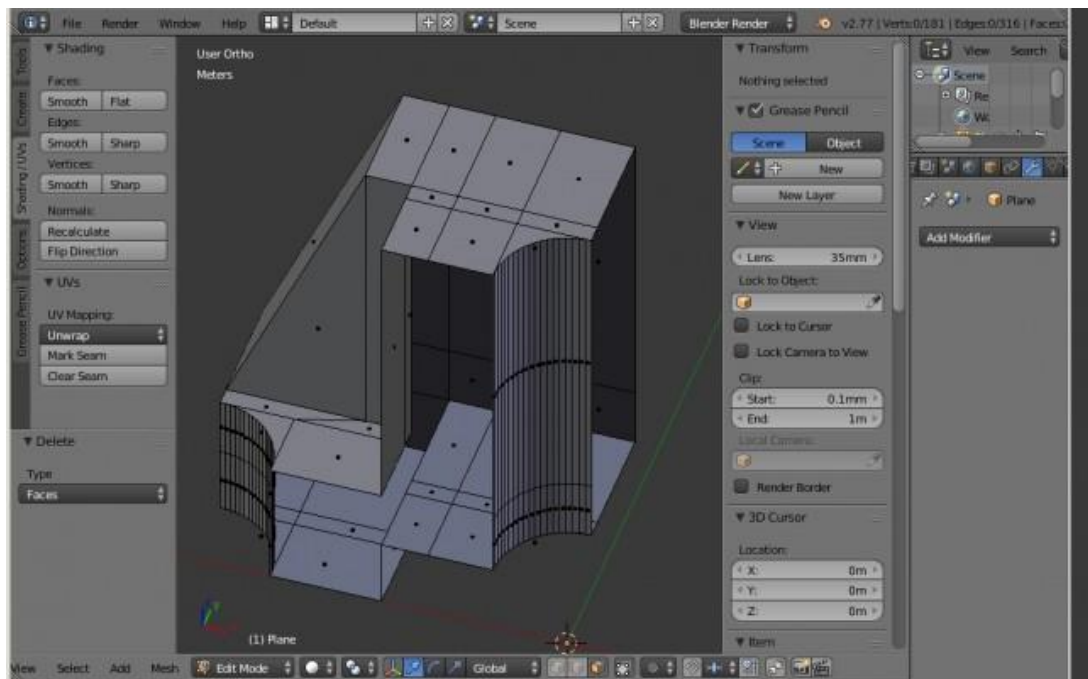 File Render Window Help Default Scene Blender Render v2.77 | Verts:0/181 | Edges:0/316 | Faces:
Tools
Create
Shading / UVs
Options
Grease Pencil
Shading
Faces:
Smooth Flat
Edges:
Smooth Sharp
Vertices:
Smooth Sharp
Normals:
Recalculate
Flip Direction
UVs
UV Mapping:
Unwrap
Mark Seam
Clear Seam
Delete
Type
Faces
User Ortho
Meters
(1) Plane
Transform
Nothing selected
Grease Pencil
Scene Object
New
New Layer
View
Lens: 35mm
Lock to Object:
Lock to Cursor
Lock Camera to View
Clip:
Start: 0.1mm
End: 1m
Local Camera:
Render Border
3D Cursor
Location:
X: 0m
Y: 0m
Z: 0m
Item
View Search
Scene
Re
Wc
Plane
Add Modifier
View Select Add Mesh Edit Mode Global